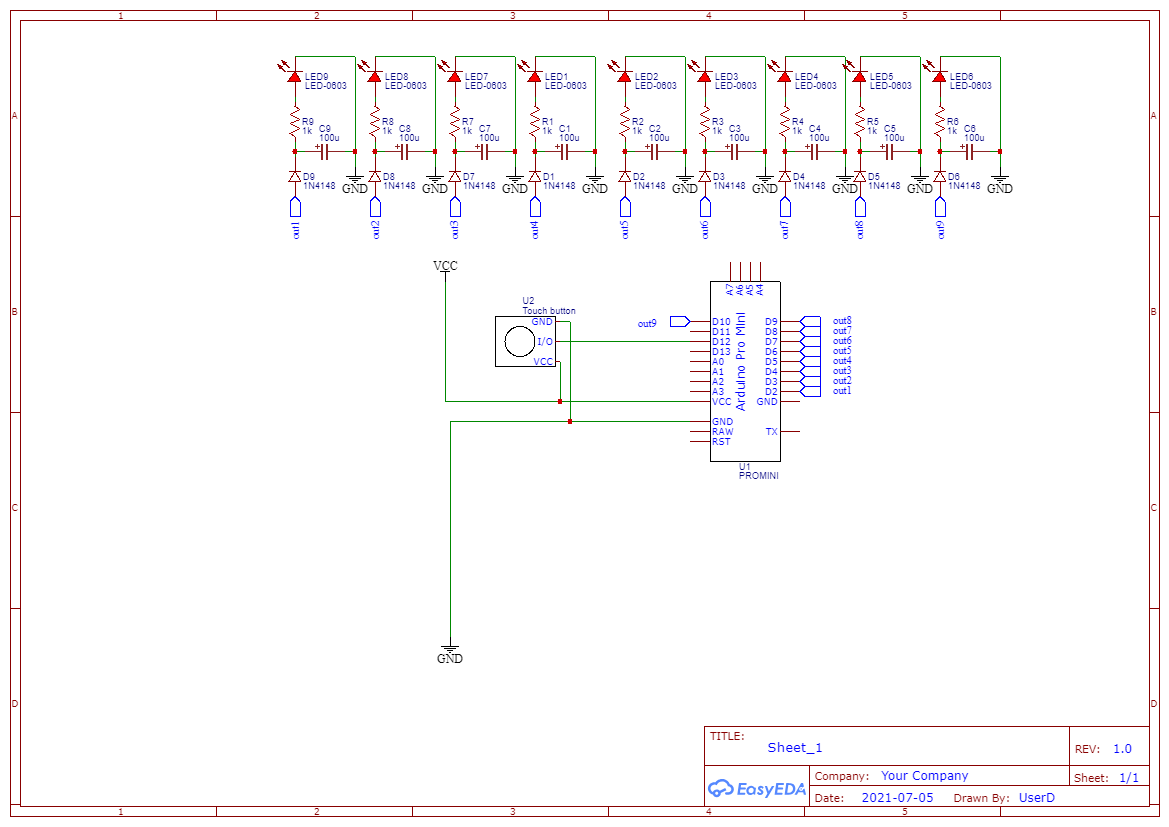 1 2 3 4 5
LED9 LED8 LED7 LED1 LED2 LED3 LED4 LED5 LED6
LED-0603 LED-0603 LED-0603 LED-0603 LED-0603 LED-0603 LED-0603 LED-0603 LED-0603
A A
R9 R8 R7 R1 R2 R3 R4 R5 R6
1k 1k 1k 1k 1k 1k 1k 1k 1k
C9 C8 C7 C1 C2 C3 C4 C5 C6
100u 100u 100u 100u 100u 100u 100u 100u 100u
+ + + + + + + + +
D9 D8 D7 D1 D2 D3 D4 D5 D6
1N4148 1N4148 1N4148 1N4148 1N4148 1N4148 1N4148 1N4148 1N4148
GND GND GND GND GND GND GND GND GND
out1 out2 out3 out4 out5 out6 out7 out8 out9
VCC
A7 A6 A5 A4
U2
Touch button
B B
GND
I/O
VCC
out9
D10 D9 out8
D11 D8 out7
D12 D7 out6
D13 D6 out5
A0 D5 out4
A1 D4 out3
A2 D3 out2
A3 D2 out1
VCC GND
GND
RAW TX
RST
Arduino Pro Mini
U1
PROMINI
C C
GND
D D
TITLE:
Sheet_1
REV: 1.0
Company: Your Company
Sheet: 1/1
EasyEDA
Date: 2021-07-05 Drawn By: UserD
1 2 3 4 5